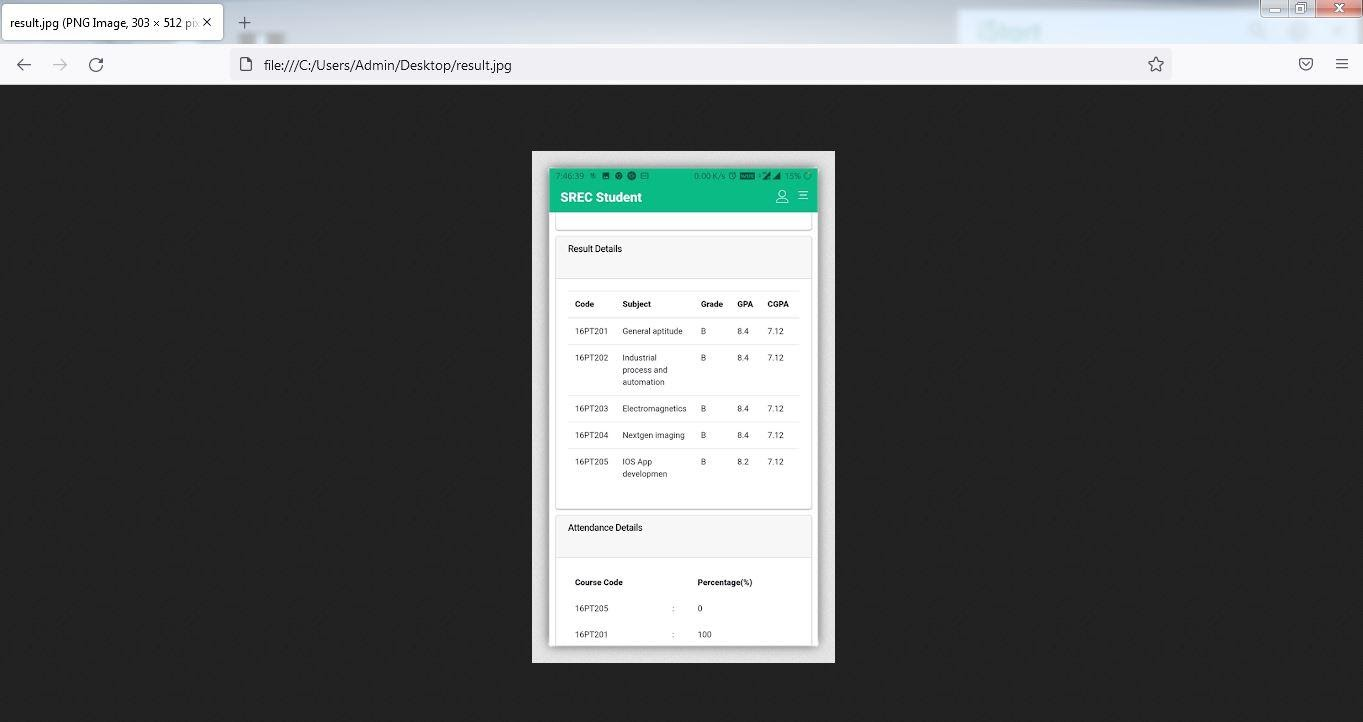 result.jpg (PNG Image, 303 × 512 pix
file:///C:/Users/Admin/Desktop/result.jpg
7:46:39 0.00 K/s 15%
SREC Student
Result Details
Code Subject Grade GPA CGPA
16PT201 General aptitude B 8.4 7.12
16PT202 Industrial B 8.4 7.12
process and
automation
16PT203 Electromagnetics B 8.4 7.12
16PT204 Nextgen imaging B 8.4 7.12
16PT205 IOS App B 8.2 7.12
developmen
Attendance Details
Course Code Percentage(%)
16PT205 : 0
16PT201 : 100